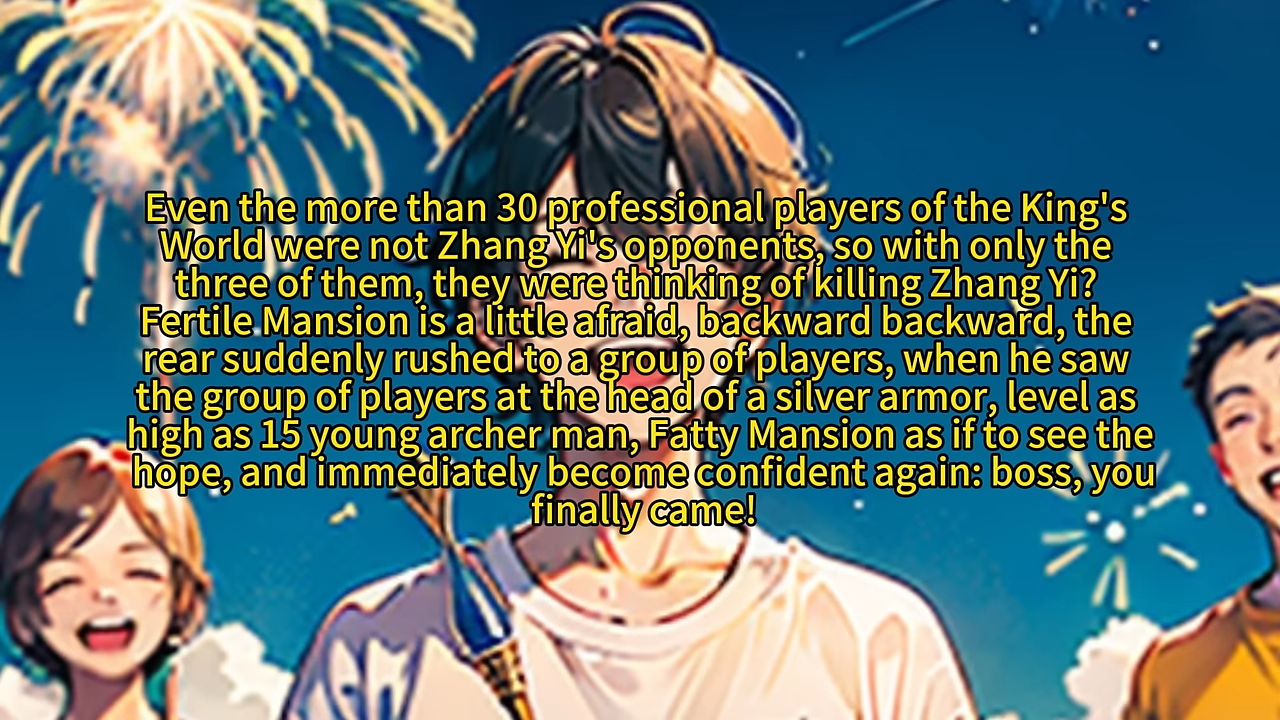 Even the more than 30 professional players of the King's
World were not Zhang Yi's opponents, so with only the
three of them, they were thinking of killing Zhang Yi?
Fertile Mansion is a little afraid, backward backward, the
rear suddenly rushed to a group of players, when he saw
the group of players at the head of a silver armor, level as
high as 15 young archer man, Fatty Mansion as if to see the
hope, and immediately become confident again: boss, you
finally came!